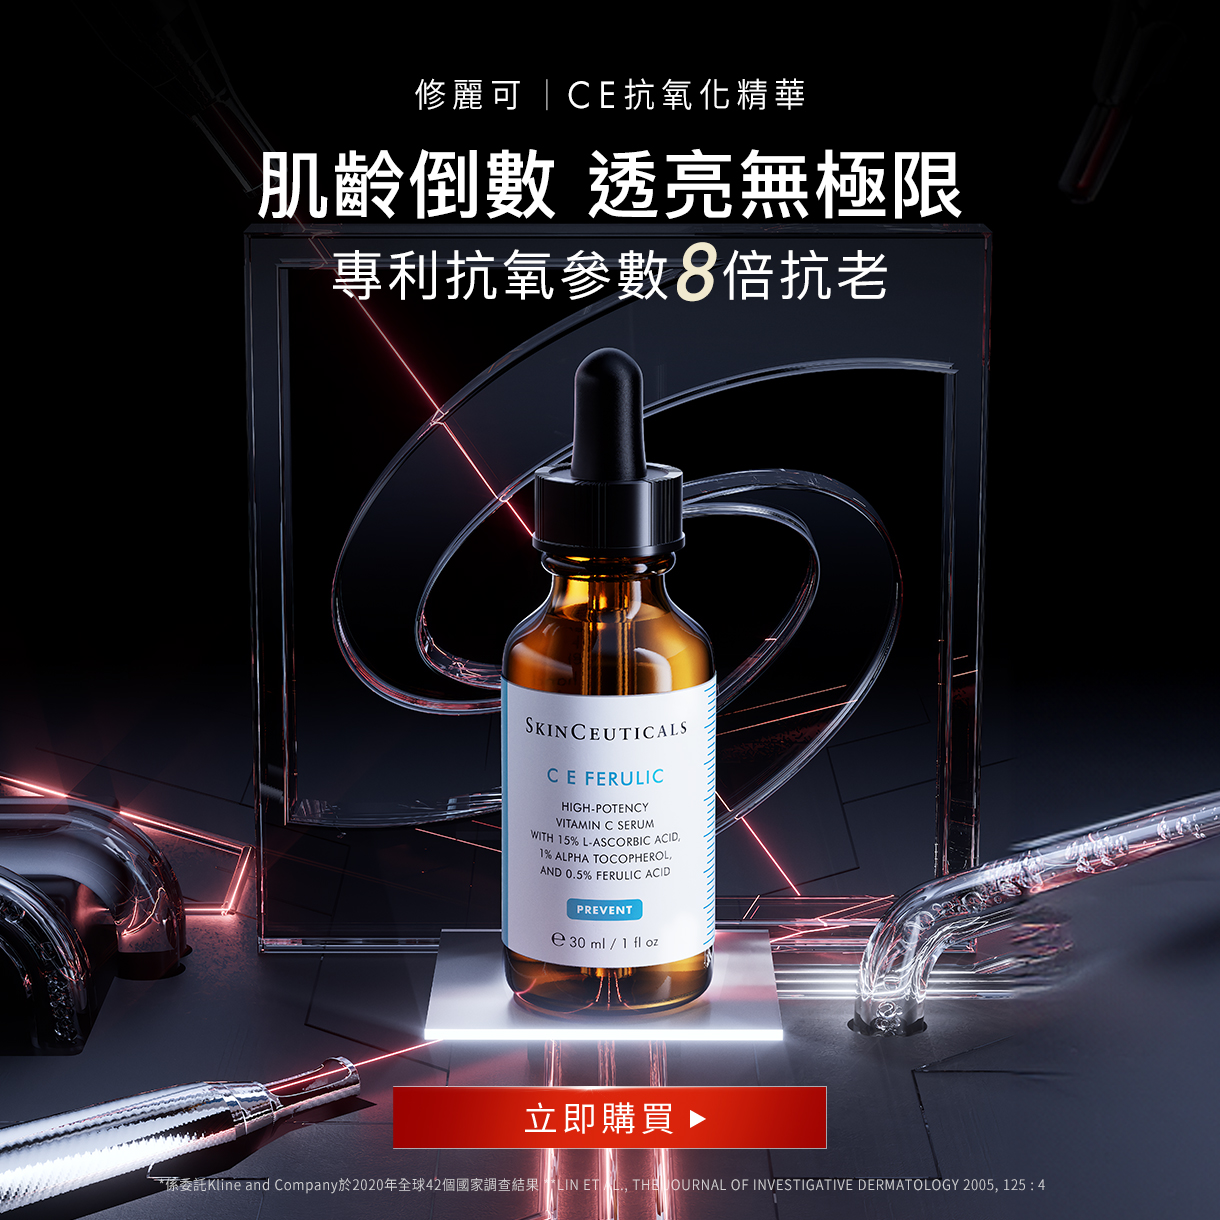 修麗可｜CE抗氧化精華
肌齡倒數 透亮無極限
專利抗氧參數8倍抗老
SKINCEUTICALS
C E FERULIC
HIGH-POTENCY
VITAMIN C SERUM
WITH 15% L-ASCORBIC ACID,
1% ALPHA TOCOPHEROL,
AND 0.5% FERULIC ACID
PREVENT
℮ 30 ml / 1 fl oz
立即購買▶
*係委託Kline and Company於2020年全球42個國家調查結果 **LIN ET AL., THE JOURNAL OF INVESTIGATIVE DERMATOLOGY 2005, 125 : 4